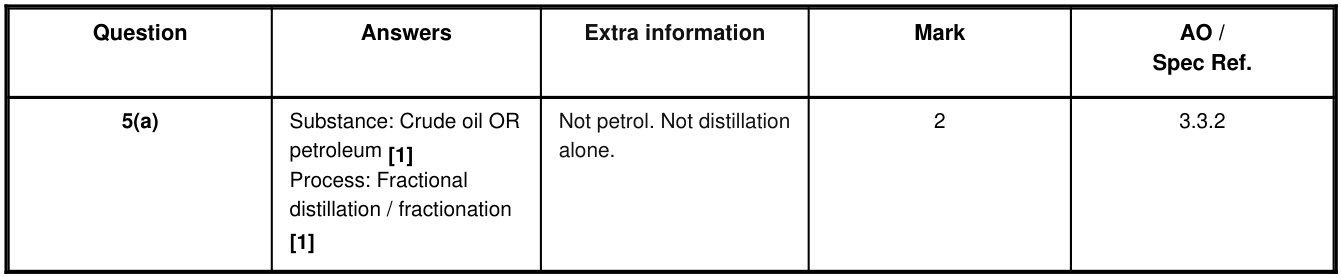 Question
Answers
Extra information
Mark
AO /
Spec Ref.
5(a)
Substance: Crude oil OR
petroleum [1]
Process: Fractional
distillation / fractionation
[1]
Not petrol. Not distillation
alone.
2
3.3.2